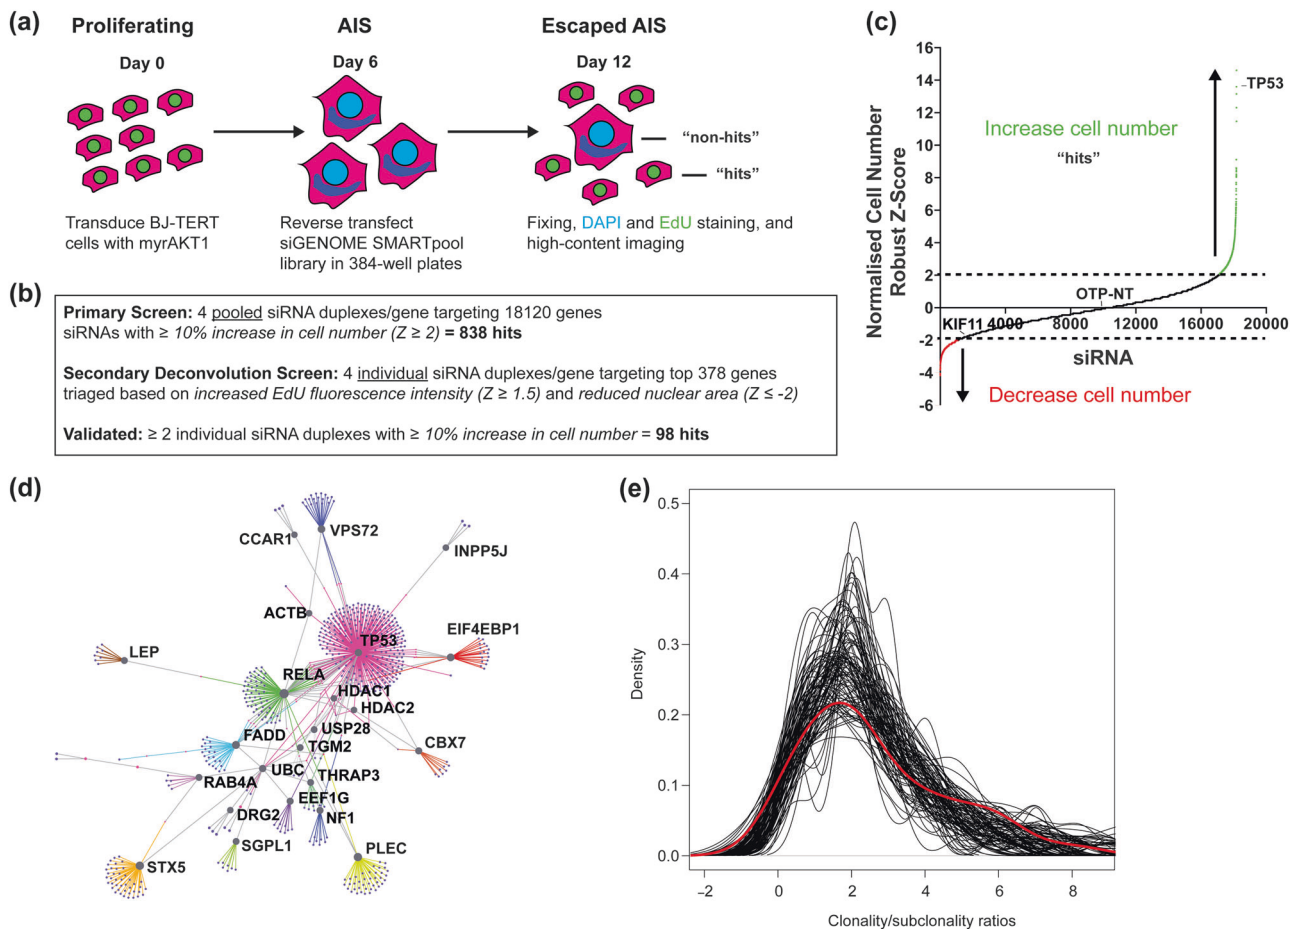 (a)
Proliferating
AIS
Escaped AIS
Day 0
Day 6
Day 12
"non-hits"
"hits"
Transduce BJ-TERT
cells with myrAKT1
Reverse transfect
siGENOME SMARTpool
library in 384-well plates
Fixing, DAPI and EdU staining, and
high-content imaging
(b)
Primary Screen: 4 pooled siRNA duplexes/gene targeting 18120 genes
siRNAs with ≥ 10% increase in cell number (Z ≥ 2) = 838 hits
Secondary Deconvolution Screen: 4 individual siRNA duplexes/gene targeting top 378 genes
triaged based on increased EdU fluorescence intensity (Z ≥ 1.5) and reduced nuclear area (Z ≤ -2)
Validated: ≥ 2 individual siRNA duplexes with ≥ 10% increase in cell number = 98 hits
(c)
Normalised Cell Number
Robust Z-Score
16
14
12
10
8
6
4
2
0
-2
-4
-6
TP53
Increase cell number
"hits"
OTP-NT
KIF11
4000
8000
12000
16000
20000
siRNA
Decrease cell number
(d)
VPS72
CCAR1
INPP5J
ACTB
TP53
EIF4EBP1
LEP
RELA
HDAC1
HDAC2
USP28
FADD
TGM2
CBX7
UBC
THRAP3
RAB4A
EEF1G
DRG2
NF1
SGPL1
PLEC
STX5
(e)
Density
0.5
0.4
0.3
0.2
0.1
0.0
−2
0
2
4
6
8
Clonality/subclonality ratios